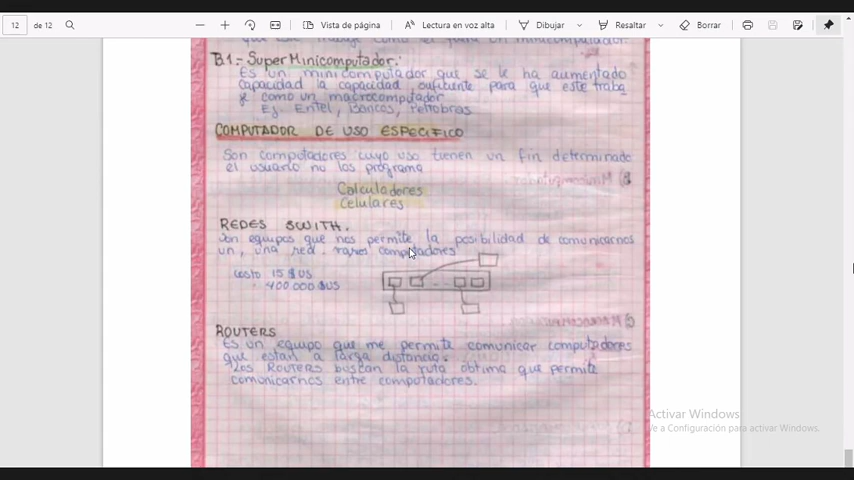 12 de 12 Vista de página Lectura en voz alta Dibujar Resaltar Borrar
B.1.- Super Minicomputador.
Es un minicomputador que se le ha aumentado
capacidad la capacidad, suficiente para que este traba
je como un macrocomputador
Ej. Entel, Bancos, Petrobras
COMPUTADOR DE USO ESPECIFICO
Son computadores cuyo uso tienen un fin determinado
el usuario no los programa
Calculadores
Celulares
REDES SWITH.
Son equipos que nos permite la posibilidad de comunicarnos
un, una red. varios computadores
Costo 15 $US
400.000 $US
ROUTERS
Es un equipo que me permite comunicar computadores
que estan a larga distancia.
Los ROUTERS buscan la ruta obtima que permite
comunicarnos entre computadores.
Activar Windows
Ve a Configuración para activar Windows.